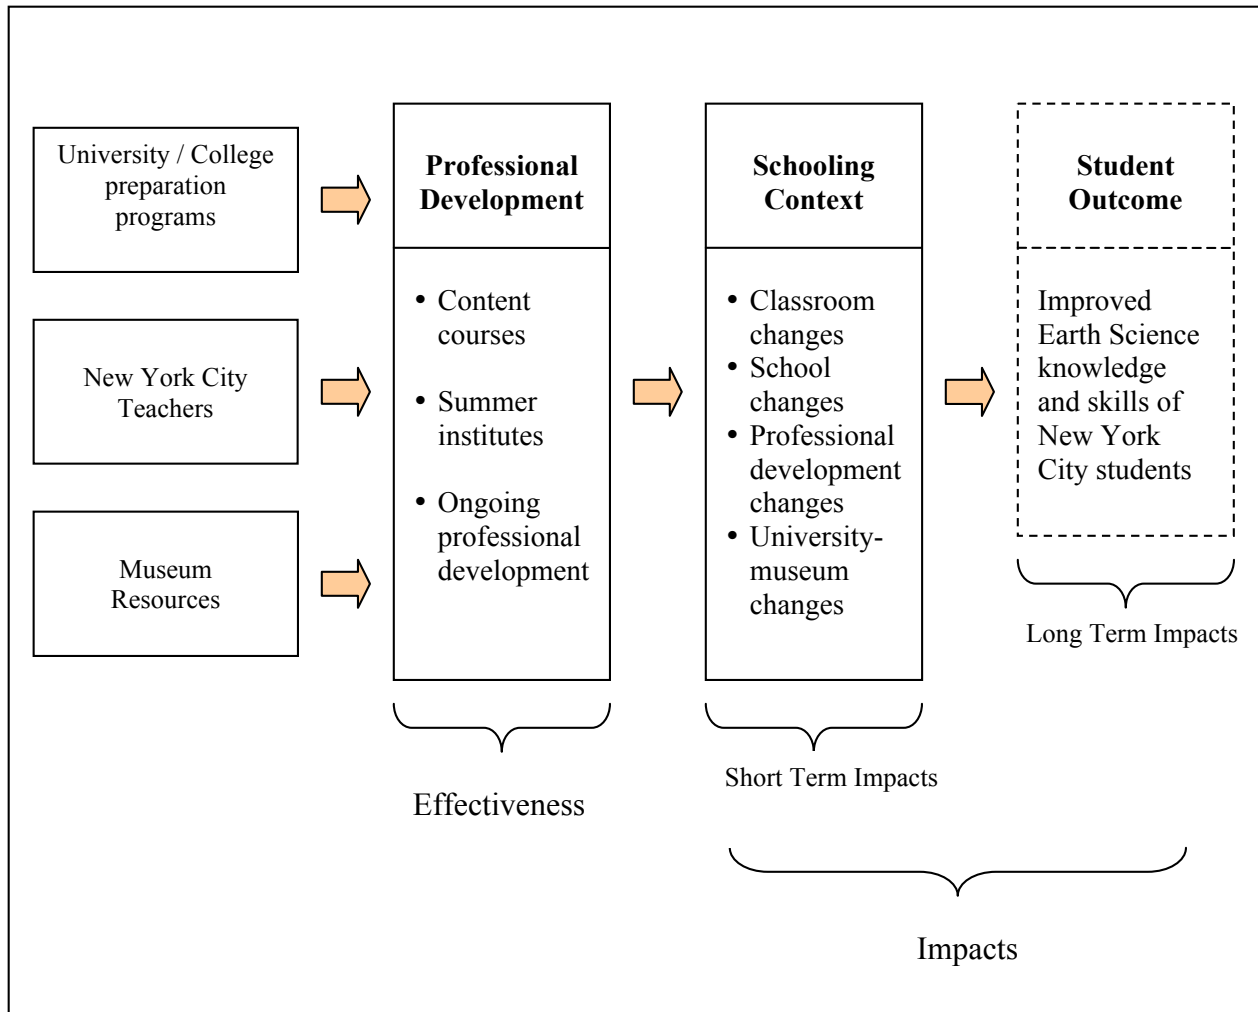 University / College
preparation
programs
New York City
Teachers
Museum
Resources
Professional
Development
• Content
courses
• Summer
institutes
• Ongoing
professional
development
Effectiveness
Schooling
Context
• Classroom
changes
• School
changes
• Professional
development
changes
• University-
museum
changes
Short Term Impacts
Student
Outcome
Improved
Earth Science
knowledge
and skills of
New York
City students
Long Term Impacts
Impacts